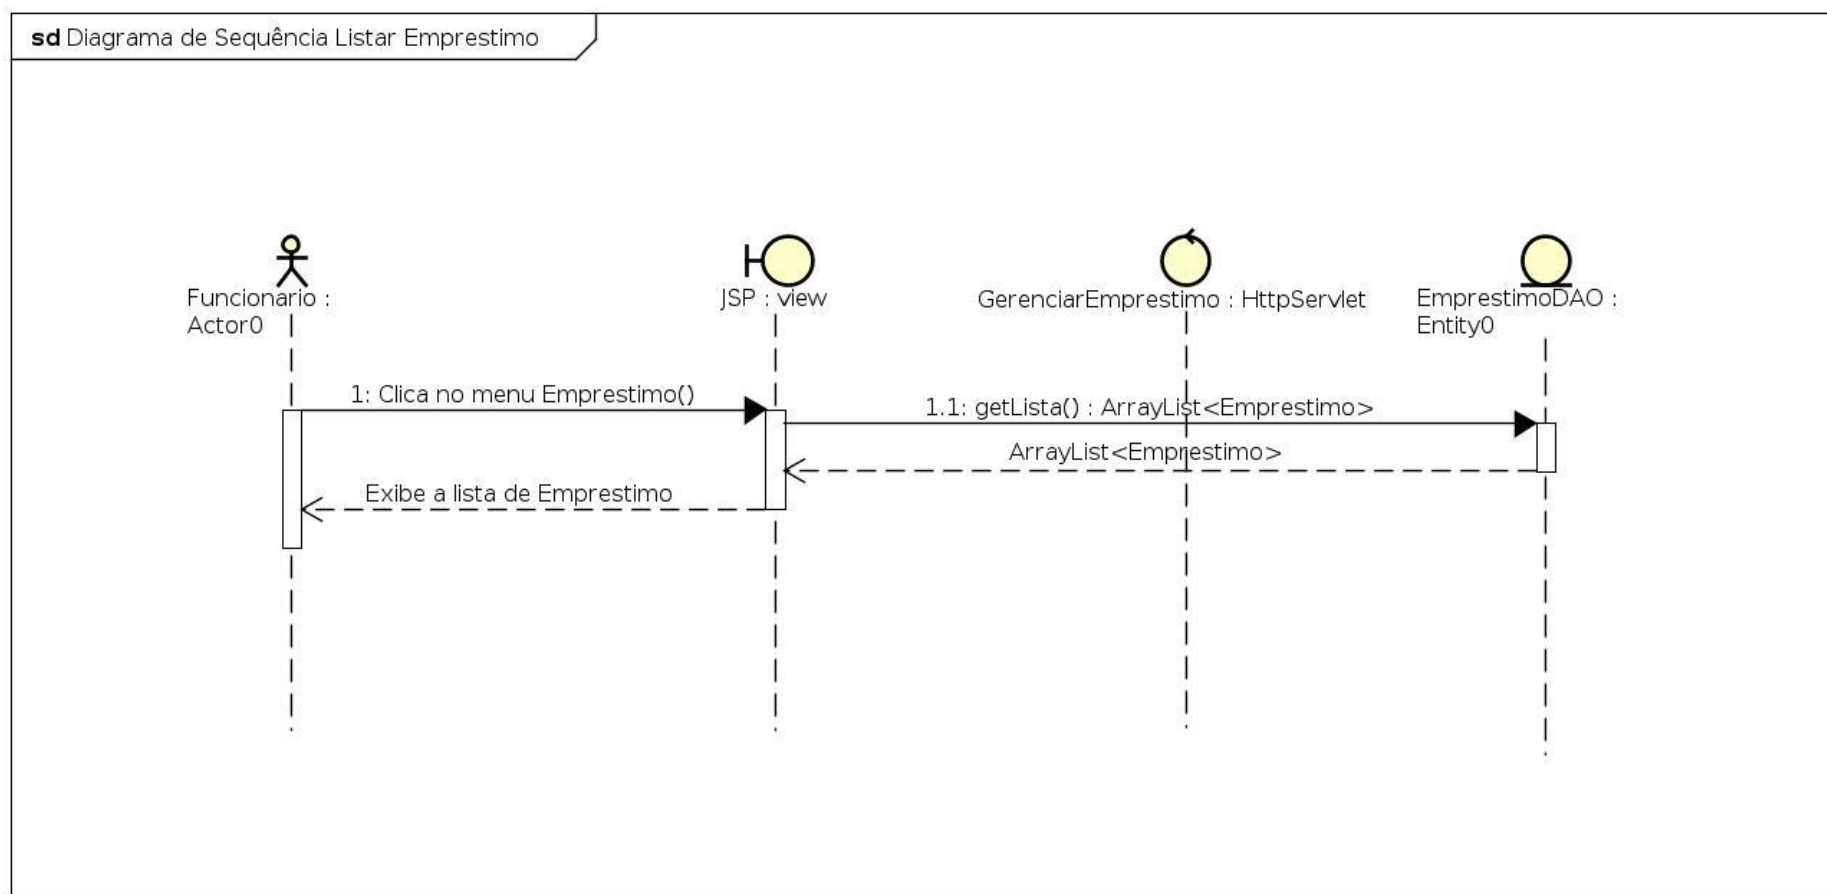 sd Diagrama de Sequência Listar Emprestimo
Funcionario :
Actor0
JSP : view
GerenciarEmprestimo : HttpServlet
EmprestimoDAO :
Entity0
1: Clica no menu Emprestimo()
1.1: getLista() : ArrayList<Emprestimo>
ArrayList<Emprestimo>
Exibe a lista de Emprestimo